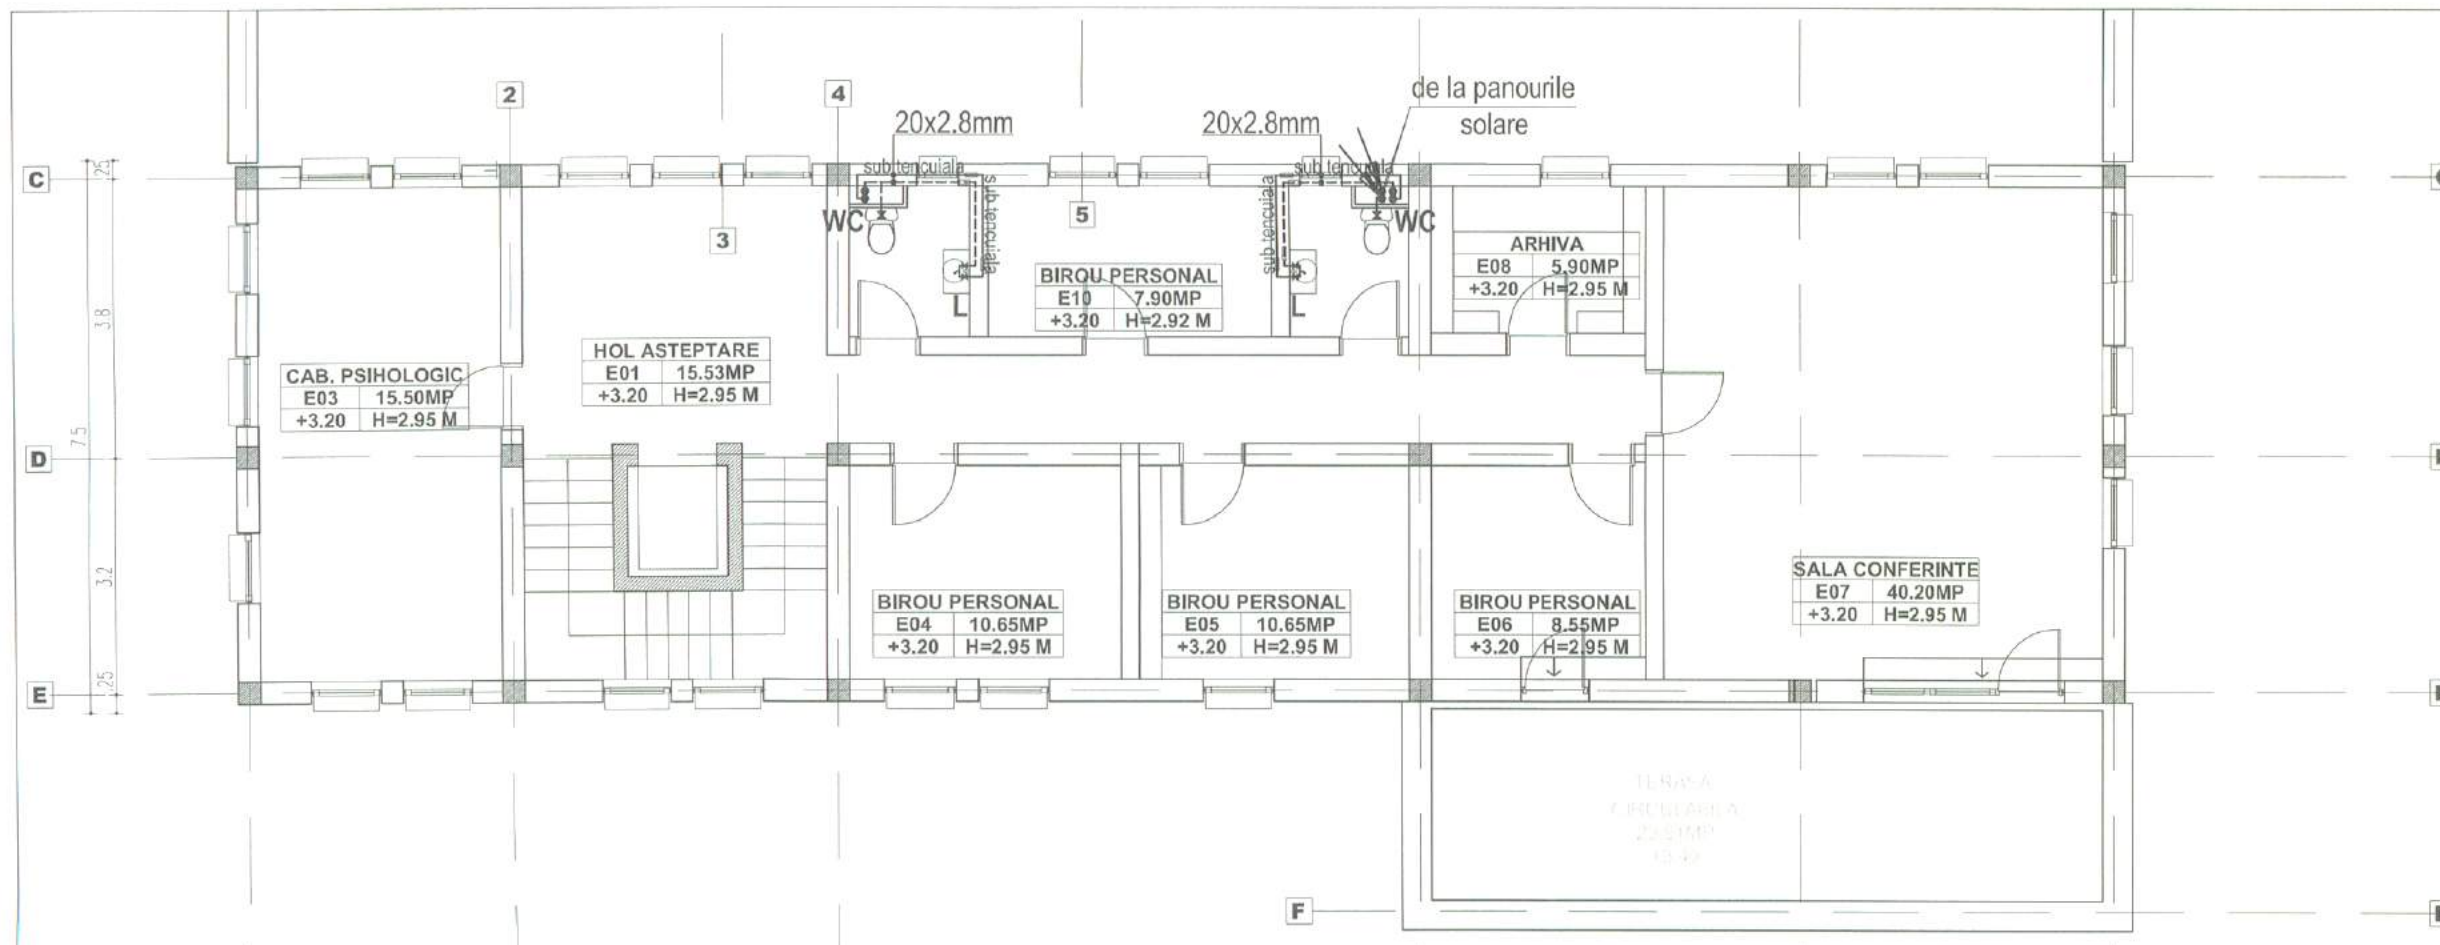 2
4
de la panourile
solare
20x2.8mm
20x2.8mm
C
sub tencuiala
sub tencuiala
sub tencuiala
sub tencuiala
WC
WC
3
5
L
L
BIROU PERSONAL
E10 7.90MP
+3.20 H=2.92 M
ARHIVA
E08 5.90MP
+3.20 H=2.95 M
HOL ASTEPTARE
E01 15.53MP
+3.20 H=2.95 M
CAB. PSIHOLOGIC
E03 15.50MP
+3.20 H=2.95 M
25
3.8
7.5
3.2
25
D
SALA CONFERINTE
E07 40.20MP
+3.20 H=2.95 M
BIROU PERSONAL
E04 10.65MP
+3.20 H=2.95 M
BIROU PERSONAL
E05 10.65MP
+3.20 H=2.95 M
BIROU PERSONAL
E06 8.55MP
+3.20 H=2.95 M
E
TERASA
F